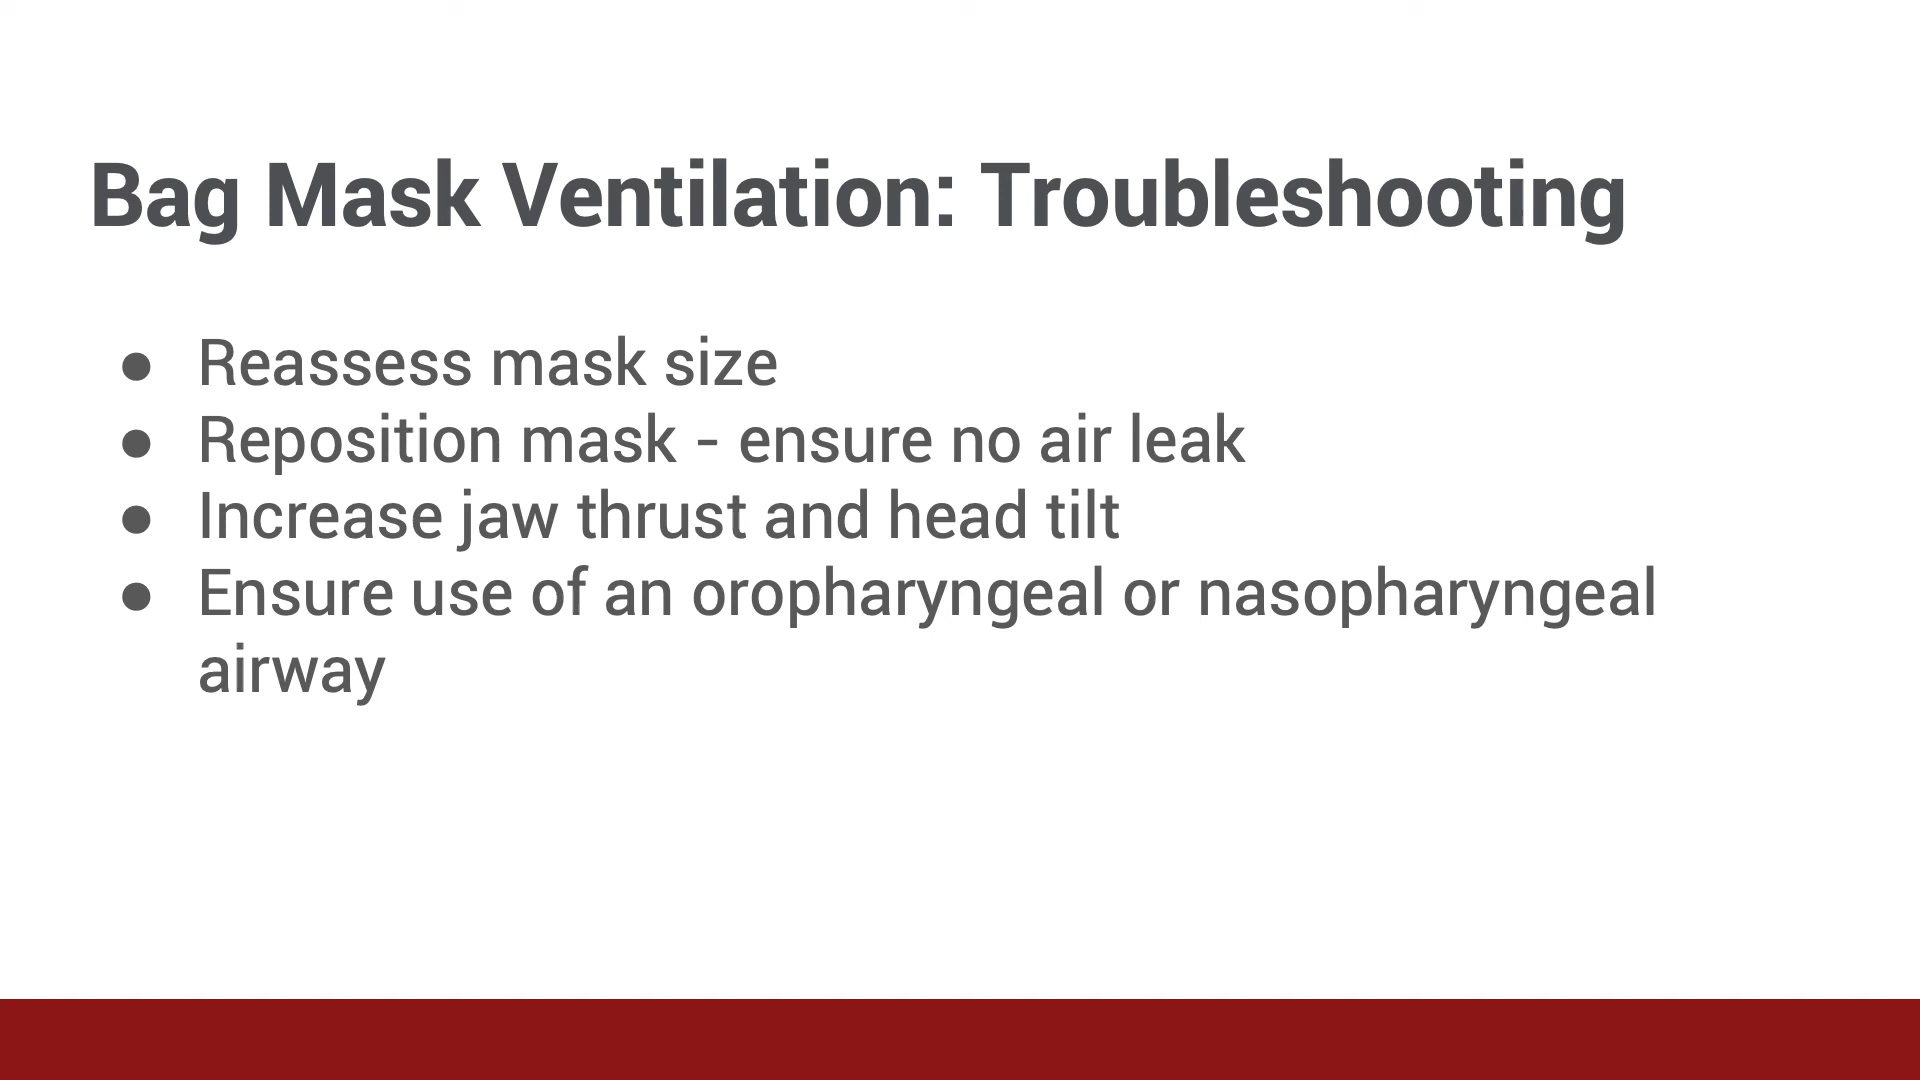 Bag Mask Ventilation: Troubleshooting
● Reassess mask size
● Reposition mask - ensure no air leak
● Increase jaw thrust and head tilt
● Ensure use of an oropharyngeal or nasopharyngeal
airway